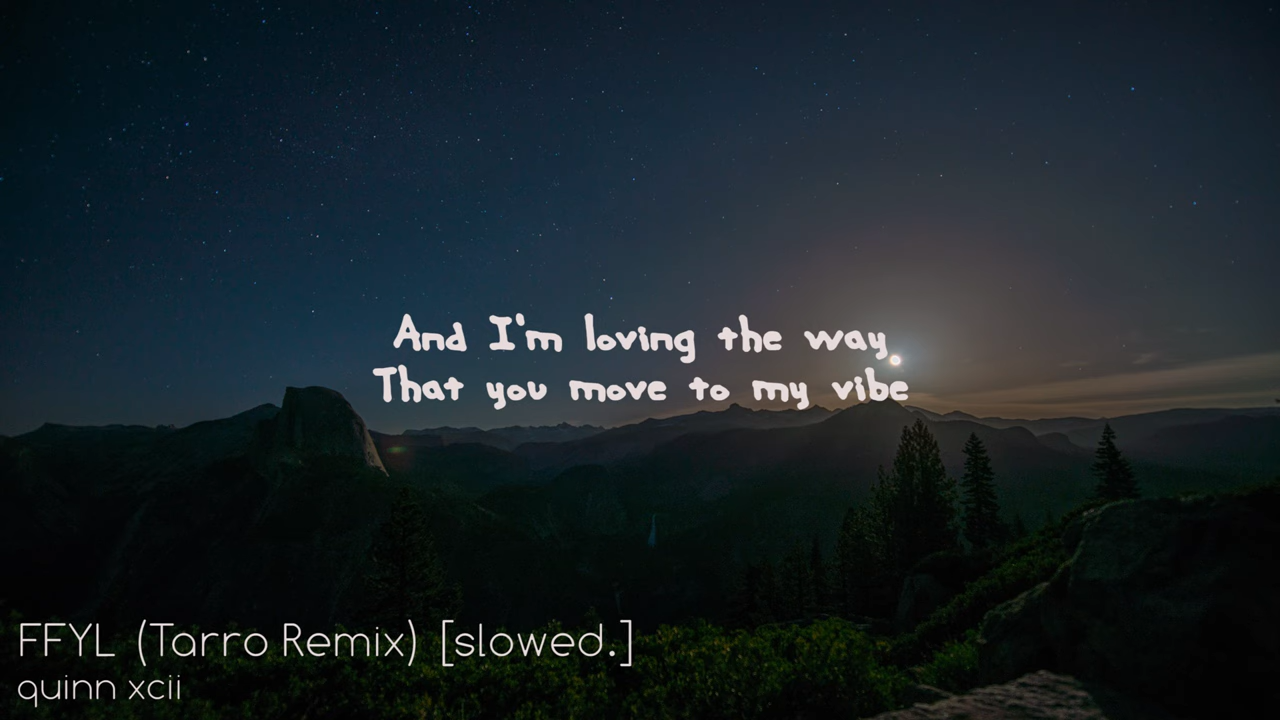 And I'm loving the way
That you move to my vibe
FFYL (Tarro Remix) [slowed.]
quinn xcii